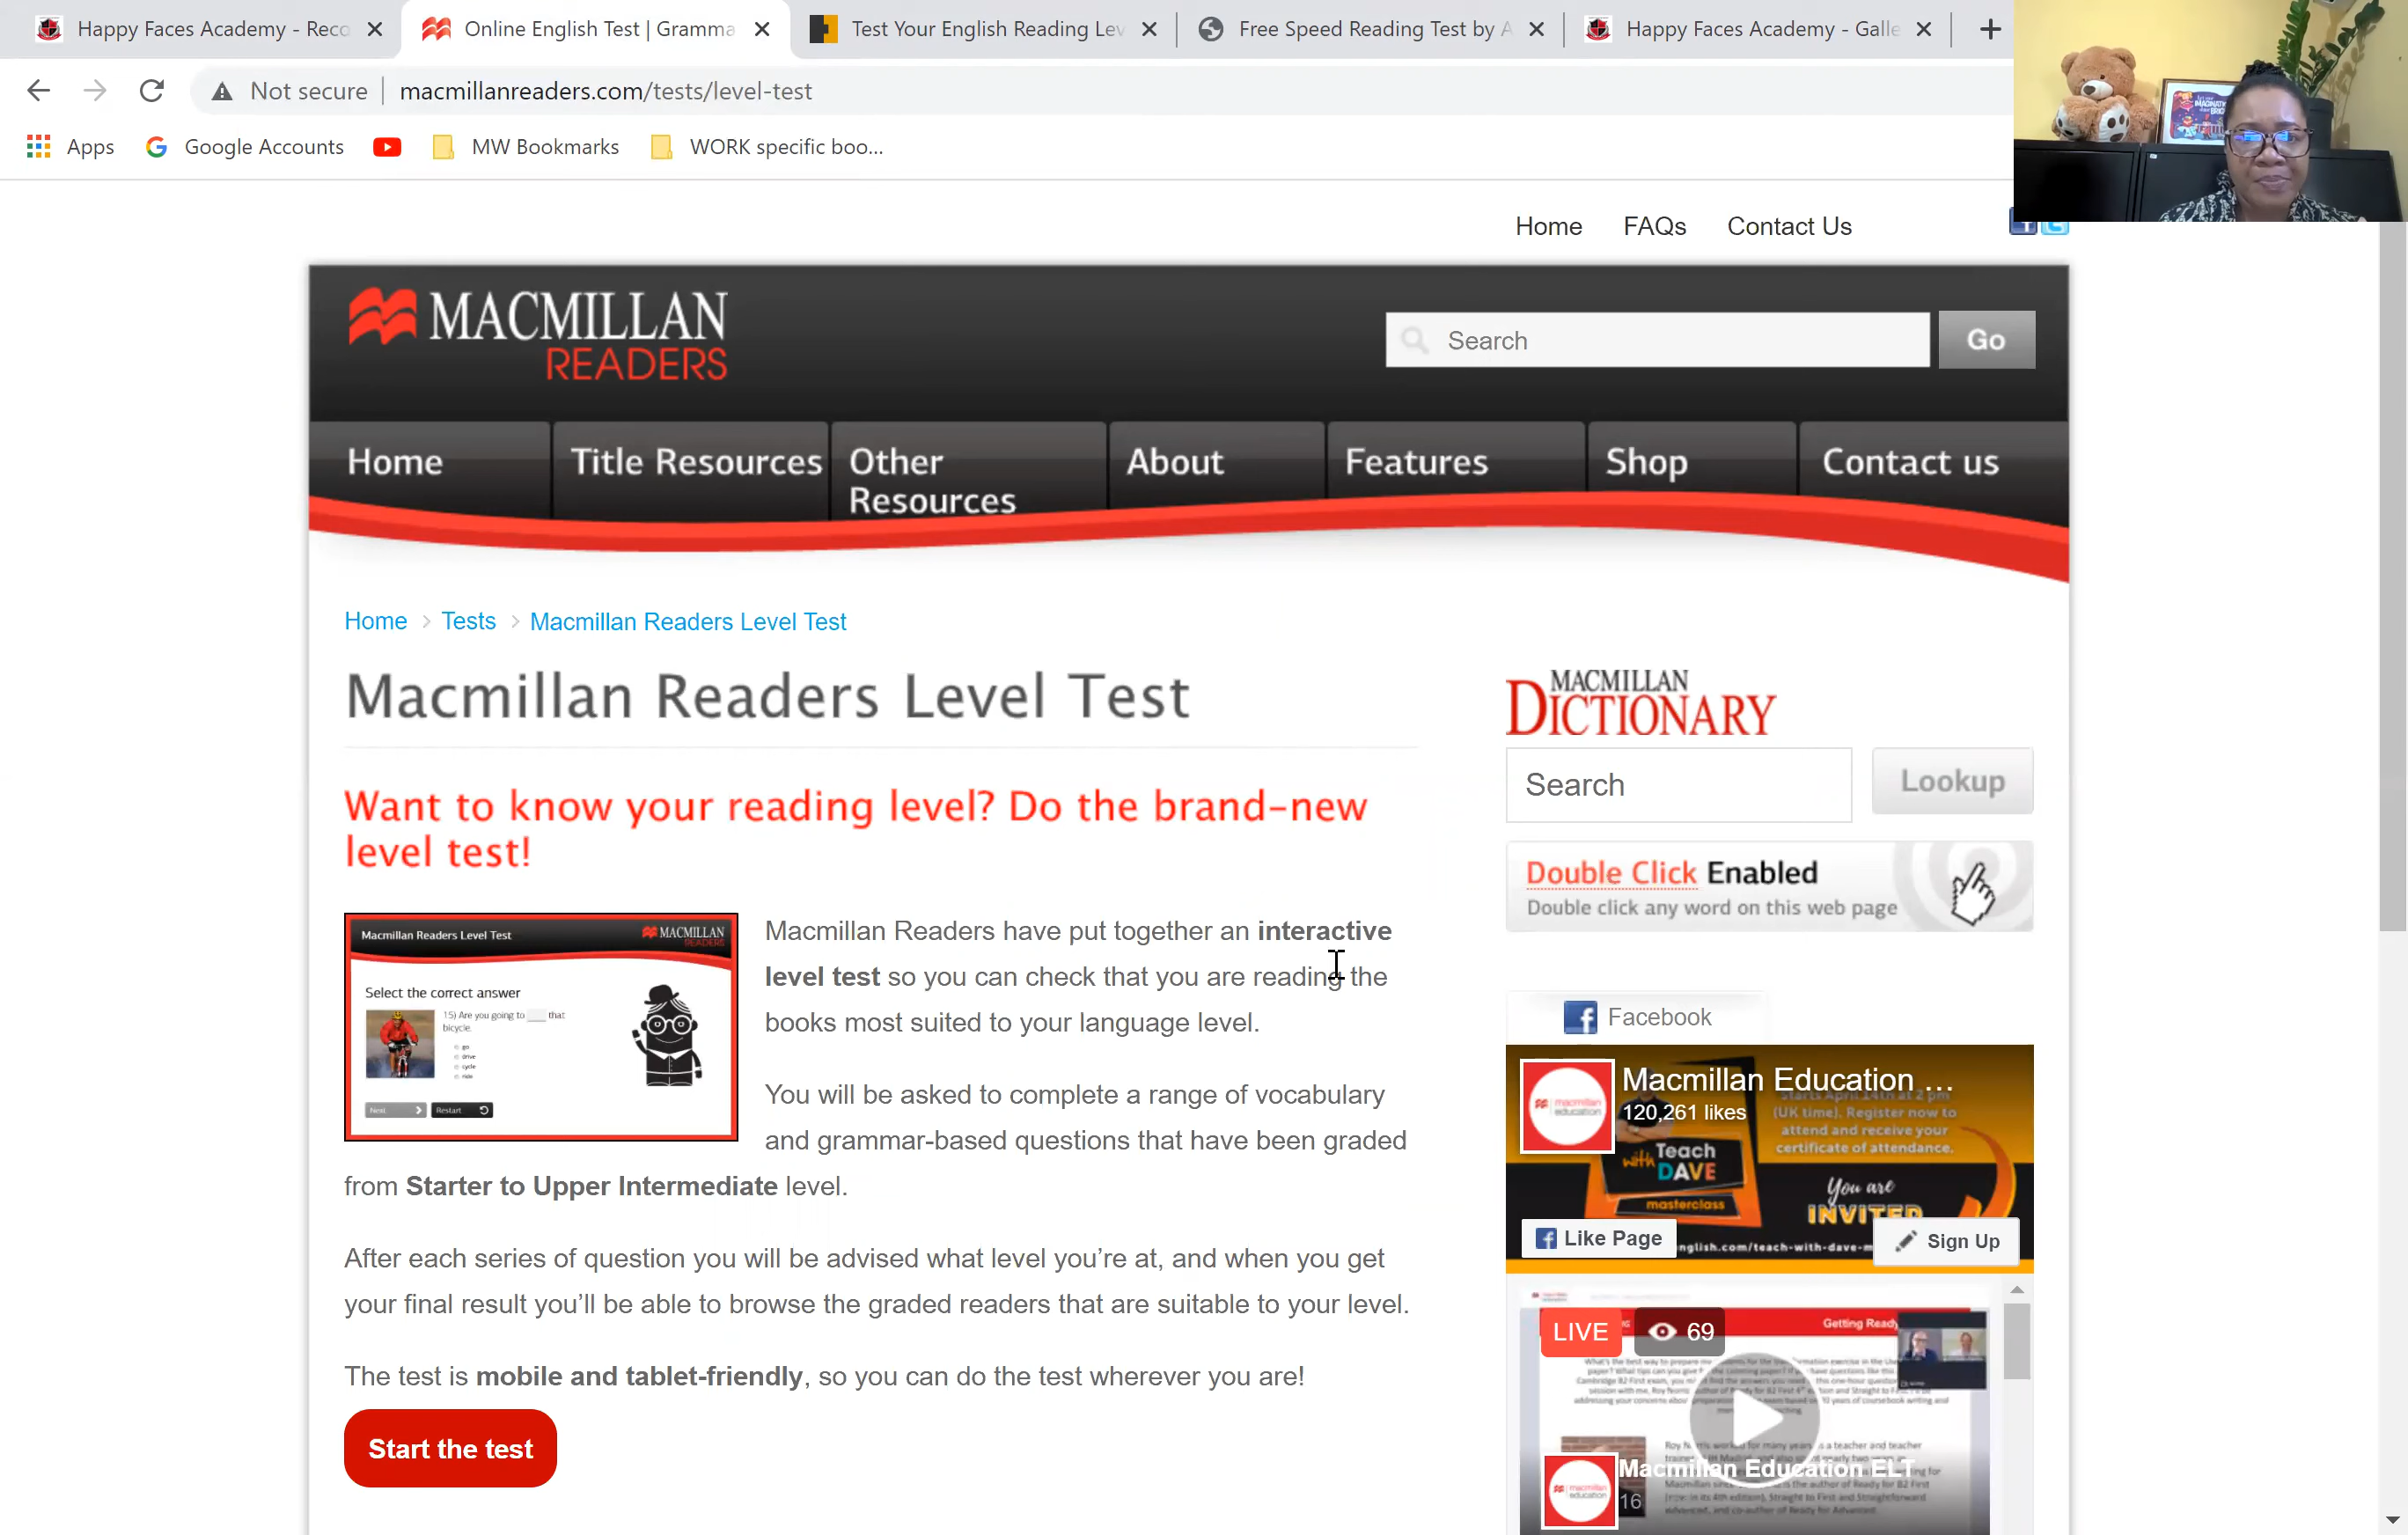 Happy Faces Academy - Reco
Online English Test | Gramma
Test Your English Reading Lev
Free Speed Reading Test by A
Happy Faces Academy - Galle
Not secure
macmillanreaders.com/tests/level-test
Apps
Google Accounts
MW Bookmarks
WORK specific boo...
Home FAQs Contact Us
MACMILLAN
READERS
Search
Go
Home
Title Resources
Other
Resources
About
Features
Shop
Contact us
Home > Tests > Macmillan Readers Level Test
Macmillan Readers Level Test
Want to know your reading level? Do the brand-new
level test!
Macmillan Readers Level Test
MACMILLAN
READERS
Select the correct answer
15) Are you going to ___ that
bicycle.
go
drive
cycle
ride
Next
Restart
Macmillan Readers have put together an interactive
level test so you can check that you are reading the
books most suited to your language level.
You will be asked to complete a range of vocabulary
and grammar-based questions that have been graded
from Starter to Upper Intermediate level.
After each series of question you will be advised what level you're at, and when you get
your final result you'll be able to browse the graded readers that are suitable to your level.
The test is mobile and tablet-friendly, so you can do the test wherever you are!
Start the test
MACMILLAN
DICTIONARY
Search
Lookup
Double Click Enabled
Double click any word on this web page
Facebook
Macmillan Education ...
120,261 likes
macmillan
education
Starts April 14th at 2 pm
(UK time). Register now to
attend and receive your
certificate of attendance.
Teach
with DAVE
masterclass
You are
INVITED
Like Page
nglish.com/teach-with-dave-m
Sign Up
LIVE
69
Getting Ready
Macmillan Education ELT
macmillan
education
16